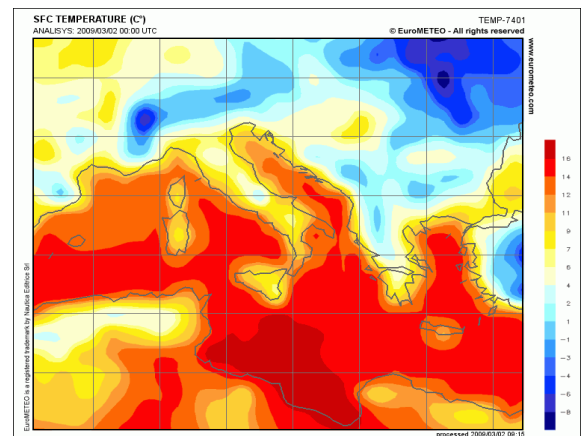 SFC TEMPERATURE (C°)
TEMP-7401
ANALISYS: 2009/03/02 00:00 UTC
© EuroMETEO - All rights reserved
www.eurometeo.com
EuroMETEO is a registered trademark by Nautica Editrice Srl
16
14
12
11
9
7
6
4
2
1
-1
-3
-4
-6
-8
processed 2009/03/02 09:15